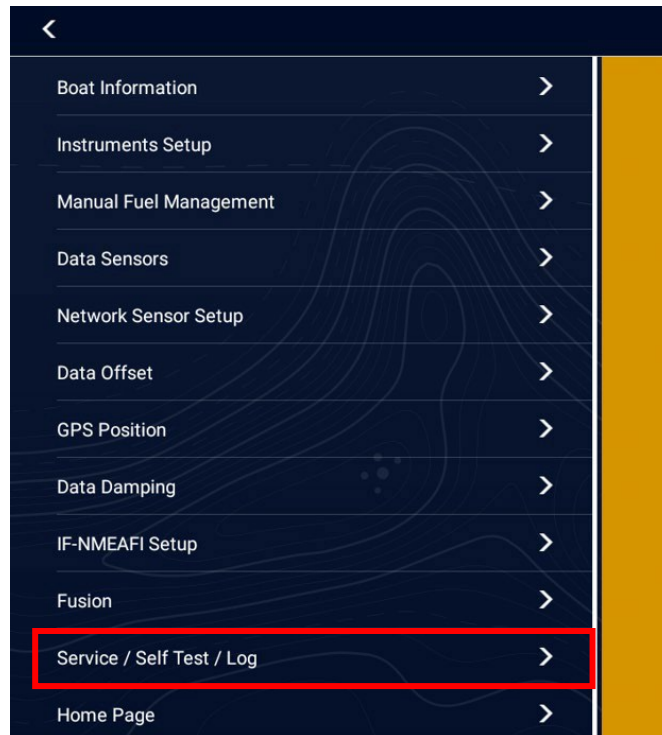 Boat Information
Instruments Setup
Manual Fuel Management
Data Sensors
Network Sensor Setup
Data Offset
GPS Position
Data Damping
IF-NMEAFI Setup
Fusion
Service / Self Test / Log
Home Page